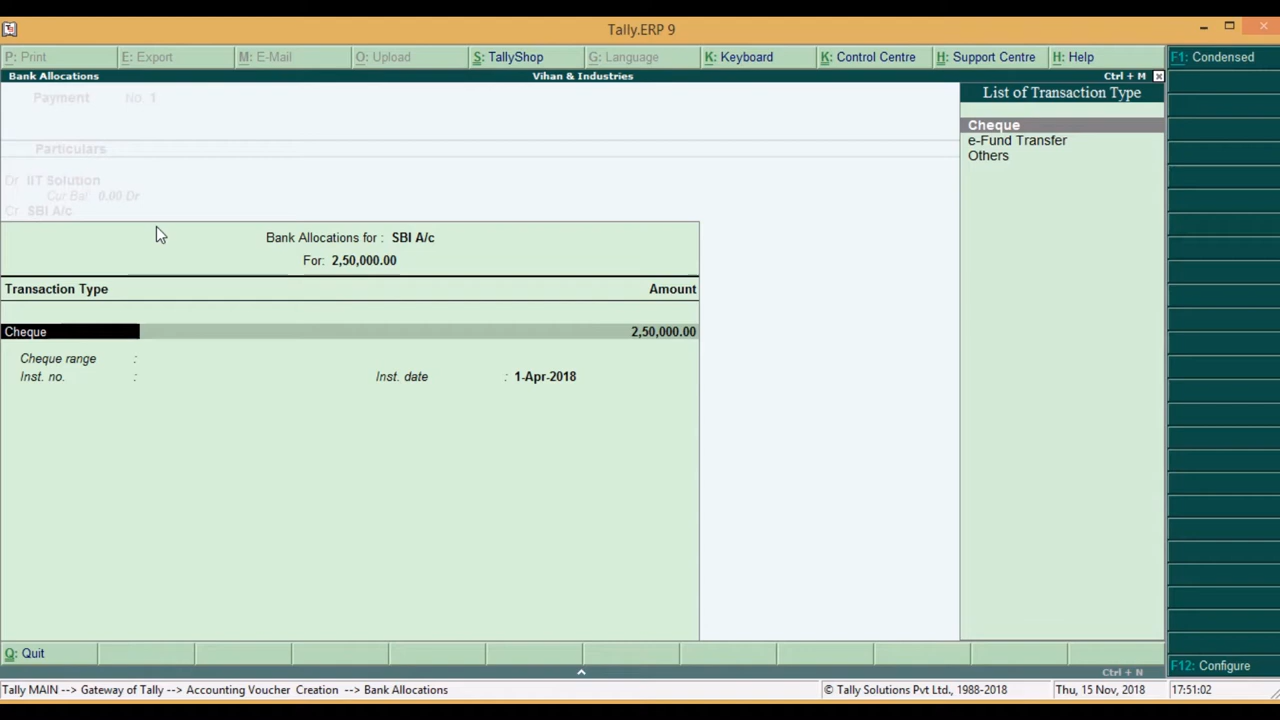 Tally.ERP 9
P: Print E: Export M: E-Mail O: Upload S: TallyShop G: Language K: Keyboard K: Control Centre H: Support Centre H: Help F1: Condensed
Bank Allocations Vihan & Industries Ctrl + M
List of Transaction Type
Payment No. 1
Cheque
e-Fund Transfer
Others
Particulars
Dr IIT Solution
Cur Bal: 0.00 Dr
Cr SBI A/c
Bank Allocations for : SBI A/c
For: 2,50,000.00
Transaction Type Amount
Cheque 2,50,000.00
Cheque range :
Inst. no. : Inst. date : 1-Apr-2018
Q: Quit
F12: Configure
Ctrl + N
Tally MAIN --> Gateway of Tally --> Accounting Voucher Creation --> Bank Allocations © Tally Solutions Pvt Ltd., 1988-2018 Thu, 15 Nov, 2018 17:51:02